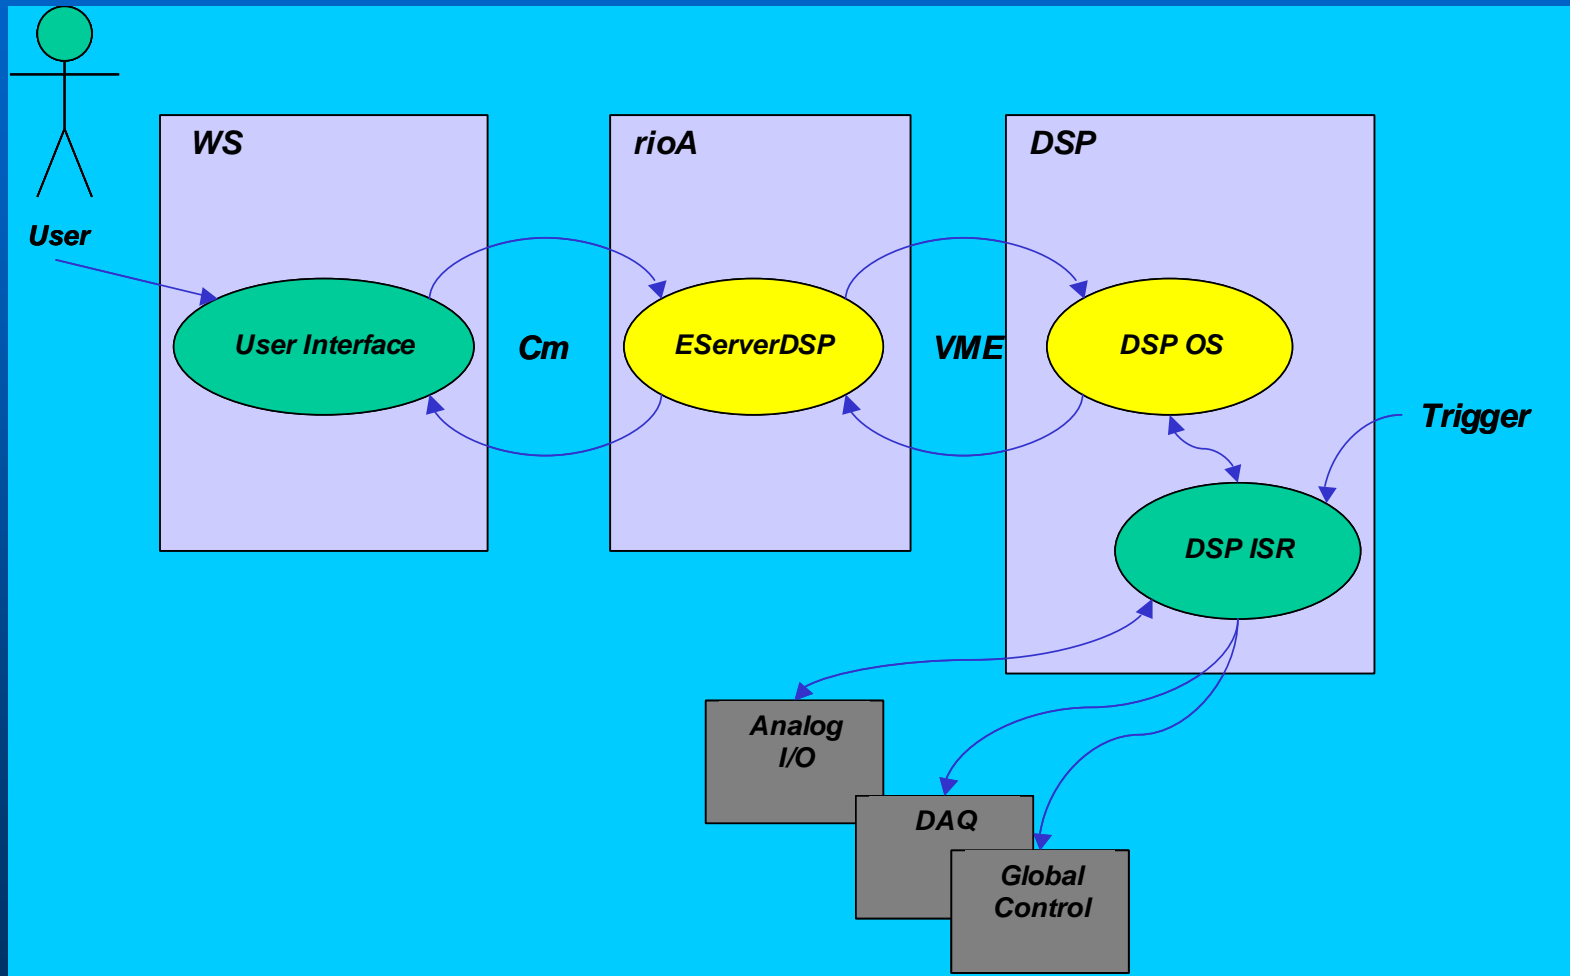 WS
rioA
DSP
User
User Interface
Cm
EServerDSP
VME
DSP OS
Trigger
DSP ISR
Analog
I/O
DAQ
Global
Control